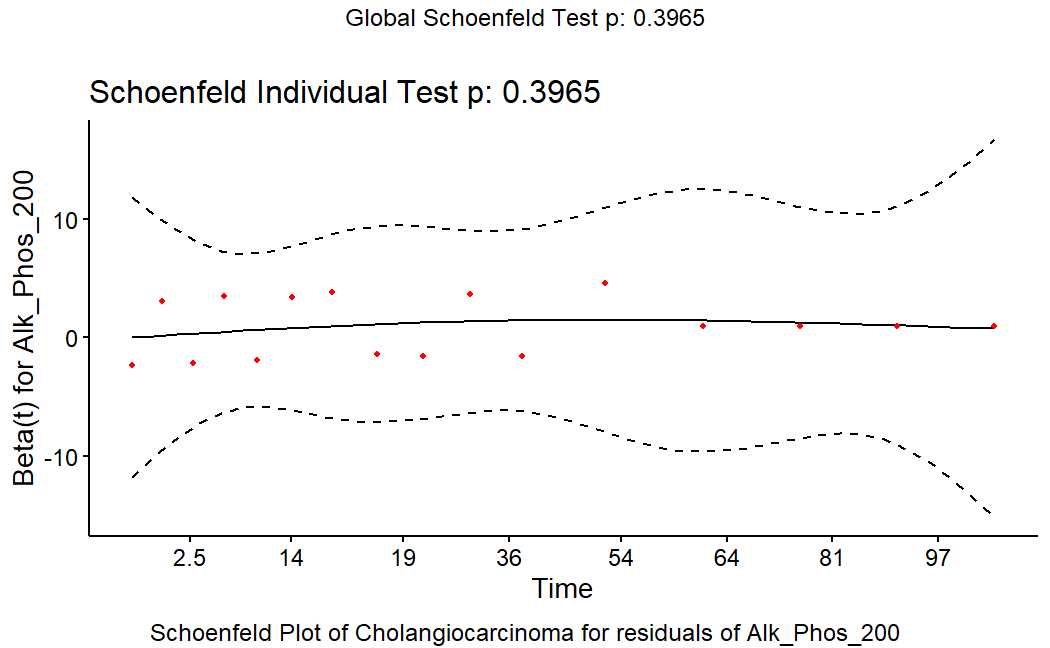 Global Schoenfeld Test p: 0.3965
Schoenfeld Individual Test p: 0.3965
Beta(t) for Alk_Phos_200
10
0
-10
2.5 14 19 36 54 64 81 97
Time
Schoenfeld Plot of Cholangiocarcinoma for residuals of Alk_Phos_200